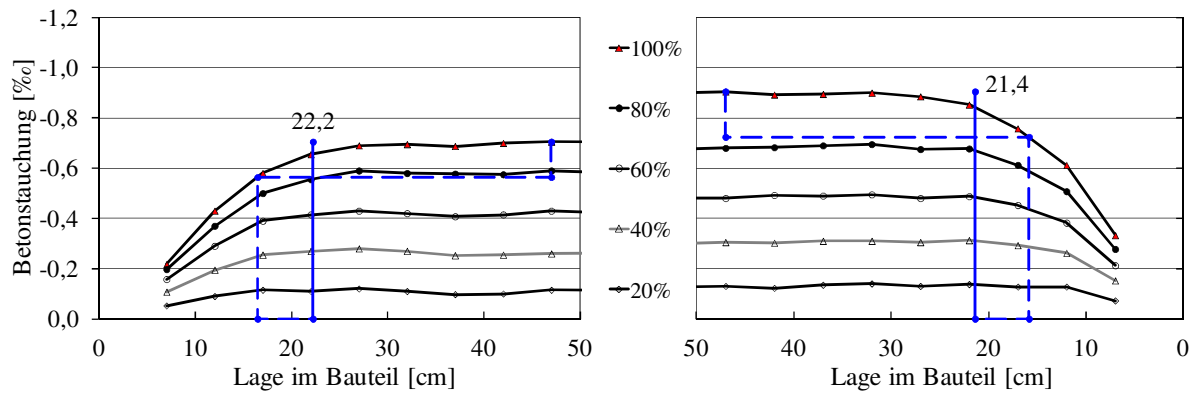 -1,2
-1,0
-0,8
-0,6
-0,4
-0,2
0,0
Betonstauchung [‰]
22,2
0 10 20 30 40 50
Lage im Bauteil [cm]
100%
80%
60%
40%
20%
21,4
50 40 30 20 10 0
Lage im Bauteil [cm]